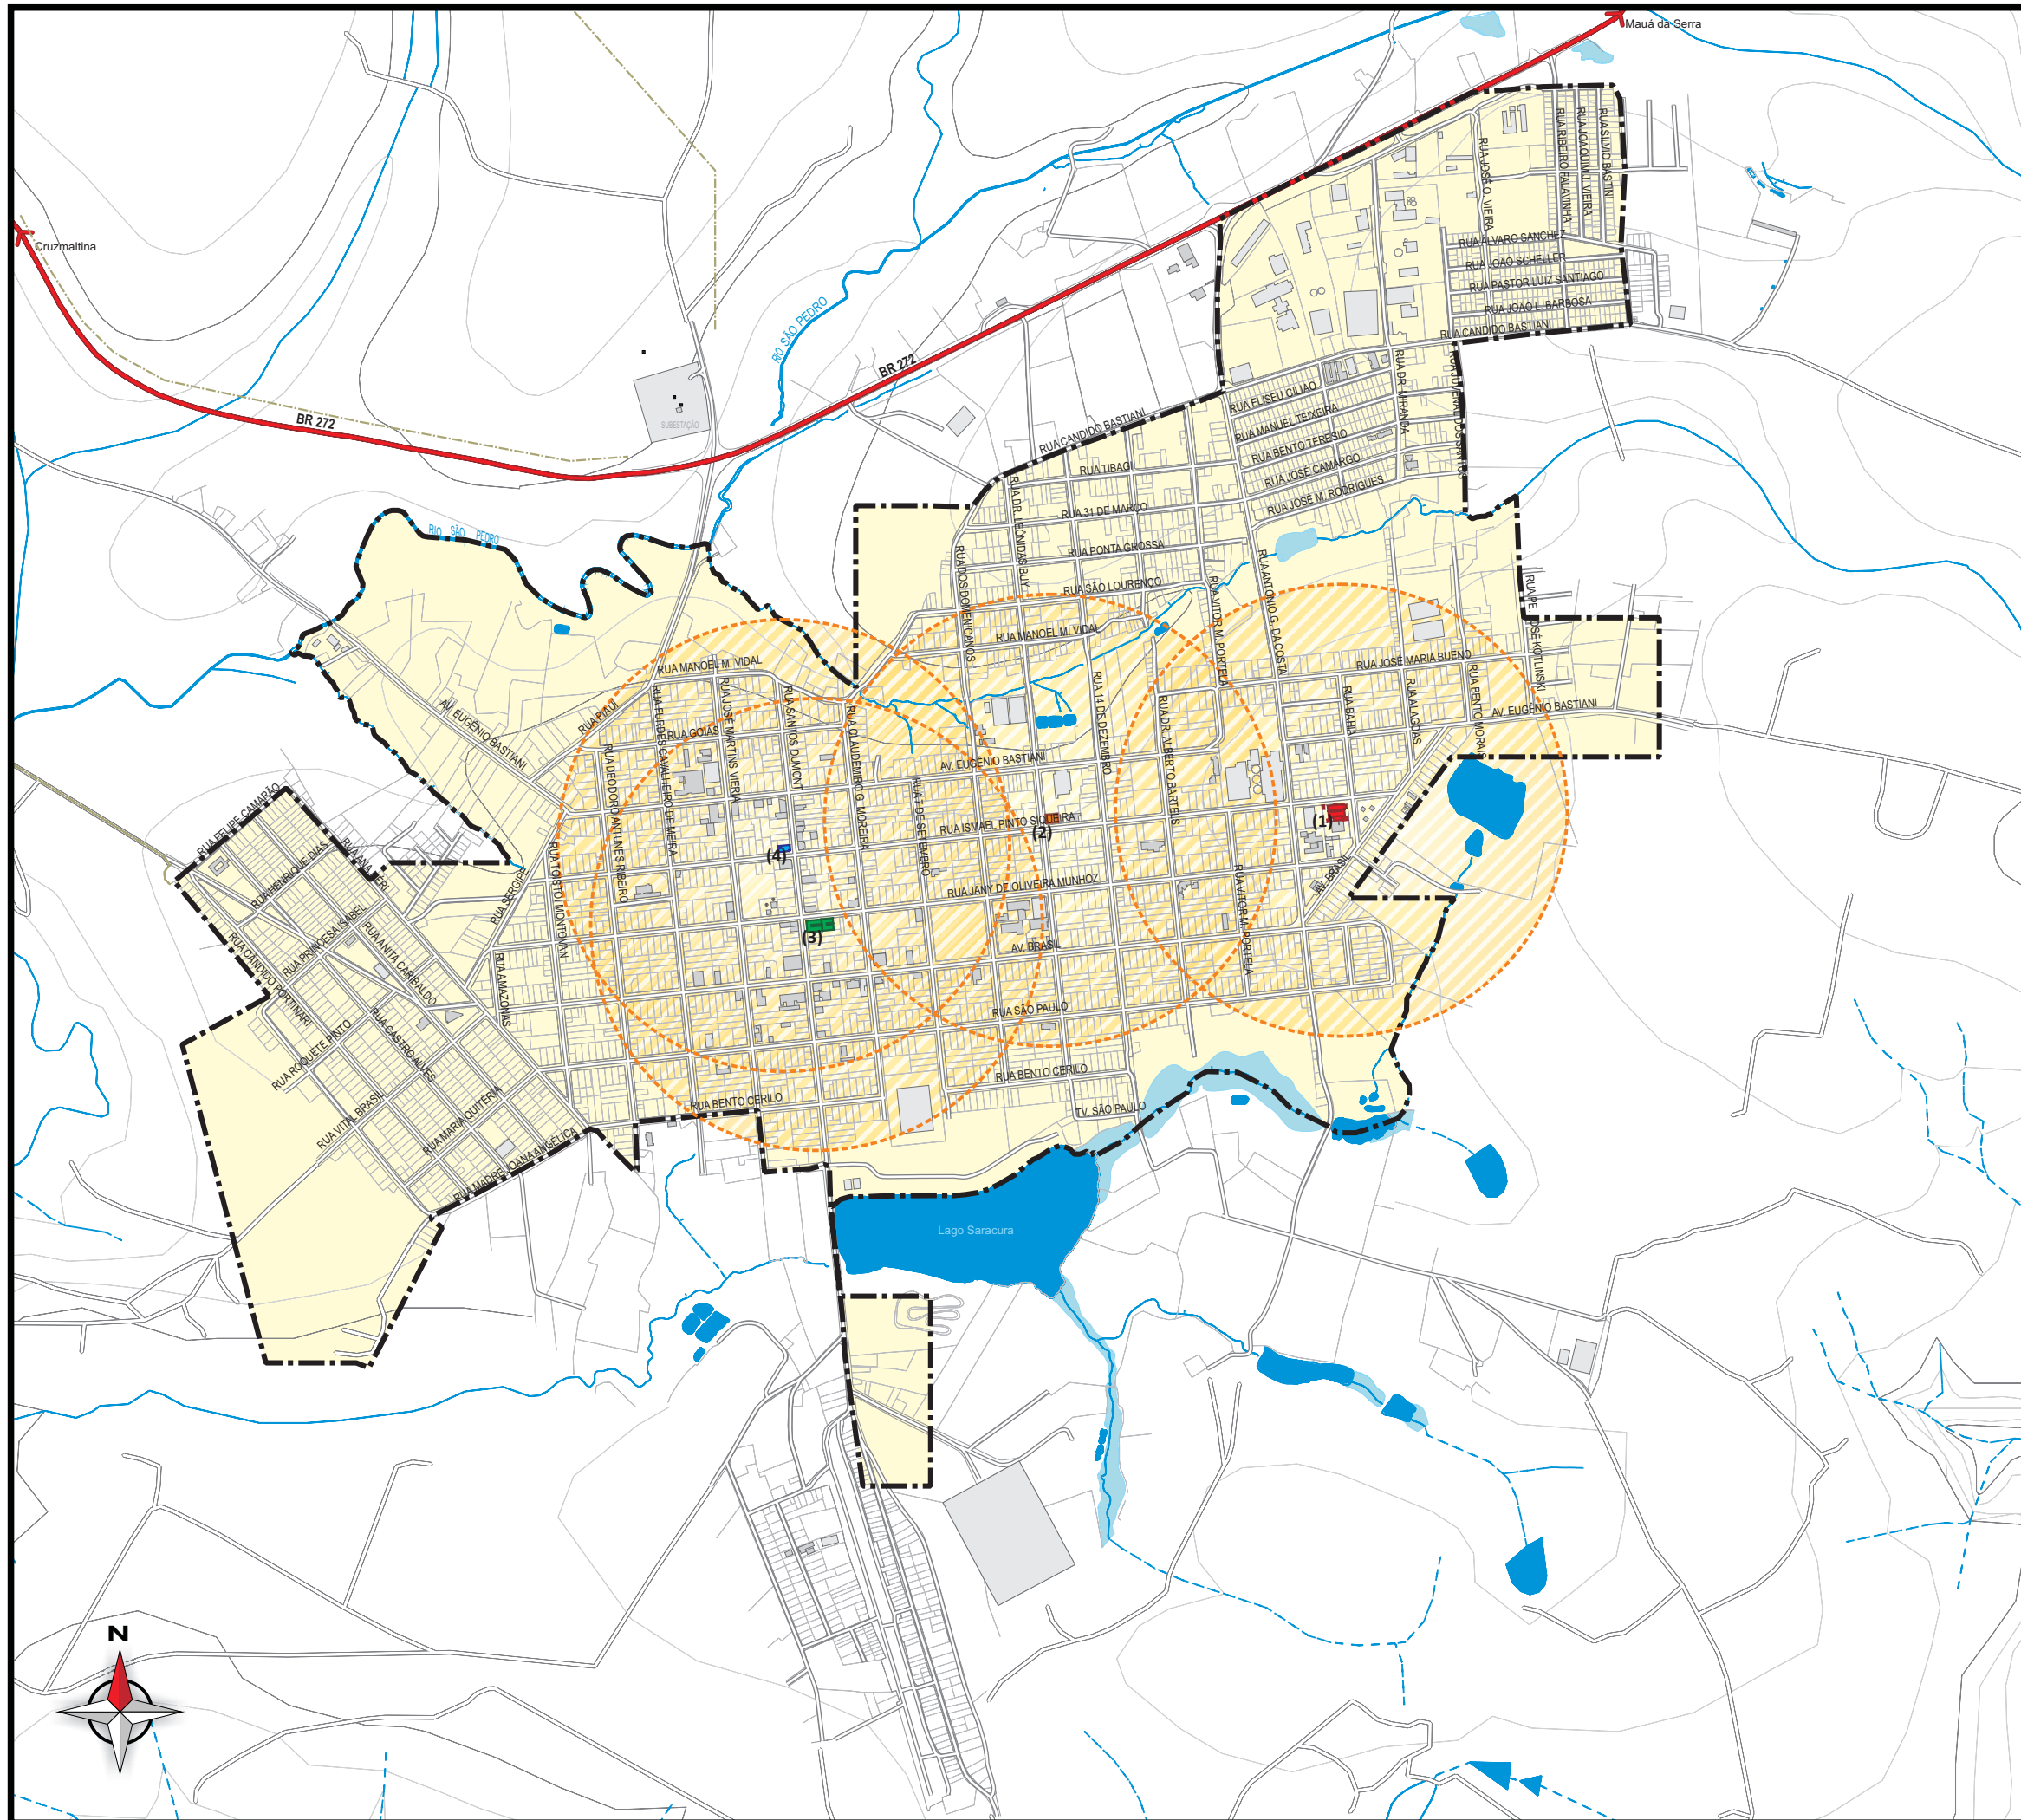 Mauá da Serra
Cruzmaltina
RUA SILVIO BASTINI
RUA JOAQUIM J. VIEIRA
RUA RIBEIRO FALAVINHA
RUA JOSÉ O. VIEIRA
RUA ALVARO SANCHEZ
RUA JOÃO SCHELLER
RUA PASTOR LUIZ SANTIAGO
RUA JOÃO L. BARBOSA
RUA CANDIDO BASTIANI
RIO SÃO PEDRO
BR 272
BR 272
SUBESTAÇÃO
RUA DR. MIRANDA
RUA JUVENAL DOS SANTOS
RUA ELISEU CILIAO
RUA MANUEL TEIXEIRA
RUA BENTO TERESIO
RUA JOSÉ CAMARGO
RUA JOSÉ M. RODRIGUES
RUA CANDIDO BASTIANI
RUA TIBAGI
RUA 31 DE MARÇO
RUA PONTA GROSSA
RUA SÃO LOURENÇO
RUA MANOEL M. VIDAL
RUA DR. LEÔNIDAS BUY
RUA DOS DOMENICANOS
RUA VITOR M. PORTELA
RUA ANTONIO G. DA COSTA
RUA PE. JOSÉ KOTLINSKI
RIO SÃO PEDRO
RUA JOSÉ MARIA BUENO
RUA BENTO MORAIS
RUA ALAGOAS
RUA BAHIA
AV. EUGÊNIO BASTIANI
RUA MANOEL M. VIDAL
RUA PIAUÍ
AV. EUGÊNIO BASTIANI
RUA GOIÁS
RUA JOSÉ MARTINS VIEIRA
RUA SANTOS DUMONT
RUA CLAUDEMIRO G. MOREIRA
RUA DEODORO ANTUNES RIBEIRO
RUA 7 DE SETEMBRO
RUA 14 DE DEZEMBRO
RUA DR. ALBERTO BARTELS
AV. EUGÊNIO BASTIANI
RUA ISMAEL PINTO SIQUEIRA
(1)
(2)
(4)
(3)
RUA JANY DE OLIVEIRA MUNHOZ
AV. BRASIL
AV. BRASIL
RUA VITOR M. PORTELA
RUA SÃO PAULO
RUA BENTO CERILO
RUA BENTO CERILO
TV. SÃO PAULO
RUA FELIPE CAMARÃO
RUA HENRIQUE DIAS
RUA ANA NERI
RUA PRINCESA ISABEL
RUA ANITA GARIBALDO
RUA CANDIDO PORTINARI
RUA SERGIPE
RUA AMAZONAS
RUA ROQUETE PINTO
RUA CASTRO ALVES
RUA VITAL BRASIL
RUA MARIA QUITÉRIA
RUA MADRE JOANA ANGÉLICA
Lago Saracura
N